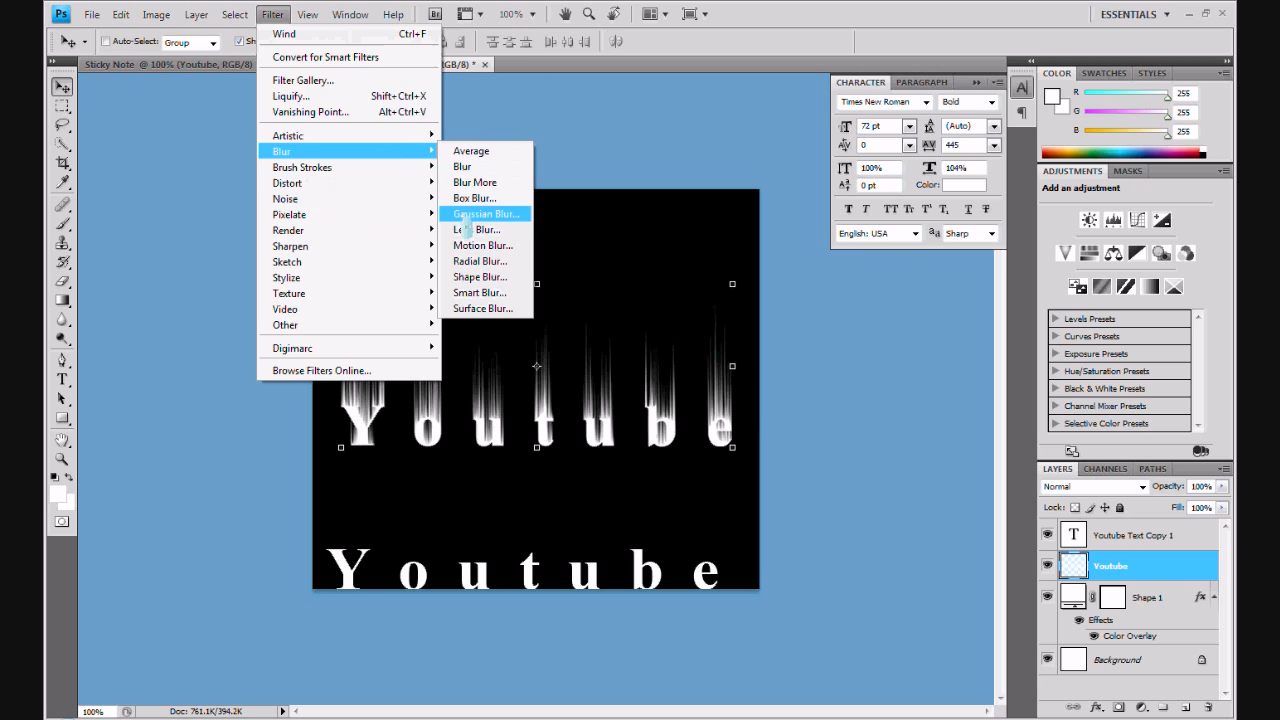 Ps File Edit Image Layer Select Filter View Window Help Br 100% ESSENTIALS
Auto-Select: Group
Sticky Note @ 100% (Youtube, RGB/8)
RGB/8) *
Wind Ctrl+F
Convert for Smart Filters
Filter Gallery...
Liquify... Shift+Ctrl+X
Vanishing Point... Alt+Ctrl+V
Artistic
Blur
Brush Strokes
Distort
Noise
Pixelate
Render
Sharpen
Sketch
Stylize
Texture
Video
Other
Digimarc
Browse Filters Online...
Average
Blur
Blur More
Box Blur...
Gaussian Blur...
Blur...
Motion Blur...
Radial Blur...
Shape Blur...
Smart Blur...
Surface Blur...
Youtube
Youtube
CHARACTER PARAGRAPH
Times New Roman Bold
72 pt (Auto)
0 445
100% 104%
0 pt Color:
T T TT Tr T¹ T₁ T T
English: USA aa Sharp
COLOR SWATCHES STYLES
R 255
G 255
B 255
ADJUSTMENTS MASKS
Add an adjustment
Levels Presets
Curves Presets
Exposure Presets
Hue/Saturation Presets
Black & White Presets
Channel Mixer Presets
Selective Color Presets
LAYERS CHANNELS PATHS
Normal Opacity: 100%
Lock: Fill: 100%
T Youtube Text Copy 1
Youtube
Shape 1 fx
Effects
Color Overlay
Background
100% Doc: 761.1K/394.2K